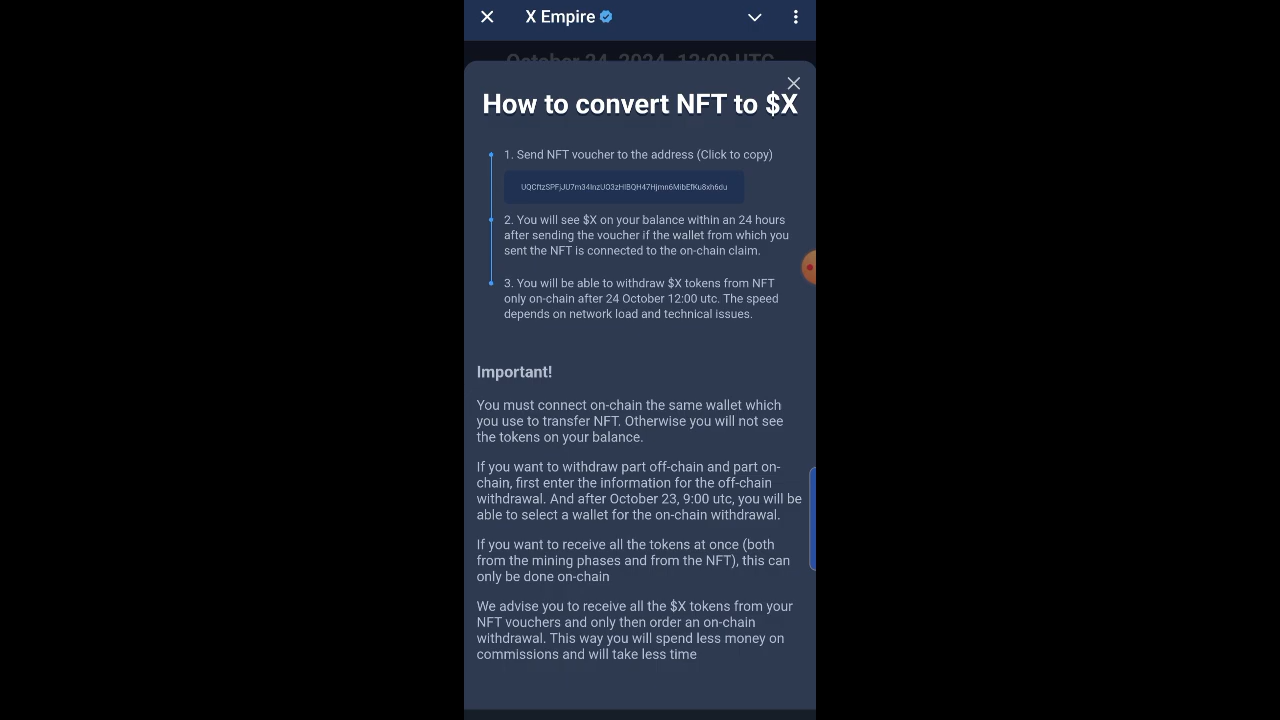 X Empire
October 24, 2024, 12:00 UTC
How to convert NFT to $X
1. Send NFT voucher to the address (Click to copy)
2. You will see $X on your balance within an 24 hours
after sending the voucher if the wallet from which you
sent the NFT is connected to the on-chain claim.
3. You will be able to withdraw $X tokens from NFT
only on-chain after 24 October 12:00 utc. The speed
depends on network load and technical issues.
Important!
You must connect on-chain the same wallet which
you use to transfer NFT. Otherwise you will not see
the tokens on your balance.
If you want to withdraw part off-chain and part on-
chain, first enter the information for the off-chain
withdrawal. And after October 23, 9:00 utc, you will be
able to select a wallet for the on-chain withdrawal.
If you want to receive all the tokens at once (both
from the mining phases and from the NFT), this can
only be done on-chain
We advise you to receive all the $X tokens from your
NFT vouchers and only then order an on-chain
withdrawal. This way you will spend less money on
commissions and will take less time